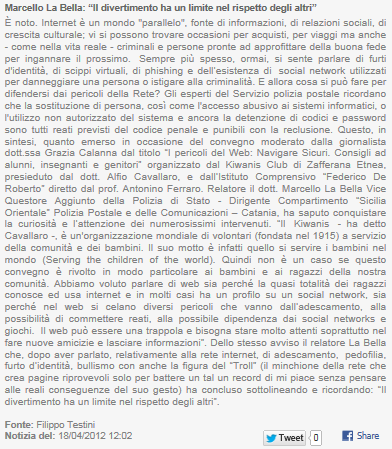 Marcello La Bella: “Il divertimento ha un limite nel rispetto degli altri”
È noto. Internet è un mondo "parallelo", fonte di informazioni, di relazioni sociali, di
crescita culturale; vi si possono trovare occasioni per acquisti, per viaggi ma anche
- come nella vita reale - criminali e persone pronte ad approfittare della buona fede
per ingannare il prossimo. Sempre più spesso, ormai, si sente parlare di furti
d'identità, di scippi virtuali, di phishing e dell'esistenza di social network utilizzati
per danneggiare una persona o istigare alla criminalità. E allora cosa si può fare per
difendersi dai pericoli della Rete? Gli esperti del Servizio polizia postale ricordano
che la sostituzione di persona, così come l'accesso abusivo ai sistemi informatici, o
l'utilizzo non autorizzato del sistema e ancora la detenzione di codici e password
sono tutti reati previsti del codice penale e punibili con la reclusione. Questo, in
sintesi, quanto emerso in occasione del convegno moderato dalla giornalista
dott.ssa Grazia Calanna dal titolo “I pericoli del Web: Navigare Sicuri. Consigli ad
alunni, insegnanti e genitori” organizzato dal Kiwanis Club di Zafferana Etnea,
presieduto dal dott. Alfio Cavallaro, e dall'Istituto Comprensivo “Federico De
Roberto” diretto dal prof. Antonino Ferraro. Relatore il dott. Marcello La Bella Vice
Questore Aggiunto della Polizia di Stato - Dirigente Compartimento “Sicilia
Orientale” Polizia Postale e delle Comunicazioni – Catania, ha saputo conquistare
la curiosità e l'attenzione dei numerosissimi intervenuti. “Il Kiwanis - ha detto
Cavallaro -, è un'organizzazione mondiale di volontari (fondata nel 1915) a servizio
della comunità e dei bambini. Il suo motto è infatti quello si servire i bambini nel
mondo (Serving the children of the world). Quindi non è un caso se questo
convegno è rivolto in modo particolare ai bambini e ai ragazzi della nostra
comunità. Abbiamo voluto parlare di web sia perché la quasi totalità dei ragazzi
conosce ed usa internet e in molti casi ha un profilo su un social network, sia
perché nel web si celano diversi pericoli che vanno dall'adescamento, alla
possibilità di commettere reati, alla possibile dipendenza dai social networks e
giochi. Il web può essere una trappola e bisogna stare molto attenti soprattutto nel
fare nuove amicizie e lasciare informazioni”. Dello stesso avviso il relatore La Bella
che, dopo aver parlato, relativamente alla rete internet, di adescamento, pedofilia,
furto d'identità, bullismo con anche la figura del “Troll” (il minchione della rete che
crea pagine riprovevoli solo per battere un tal un record di mi piace senza pensare
alle reali conseguenze del suo gesto) ha concluso sottolineando e ricordando: “Il
divertimento ha un limite nel rispetto degli altri”.
Fonte: Filippo Testini
Notizia del: 18/04/2012 12:02
Tweet 0 Share